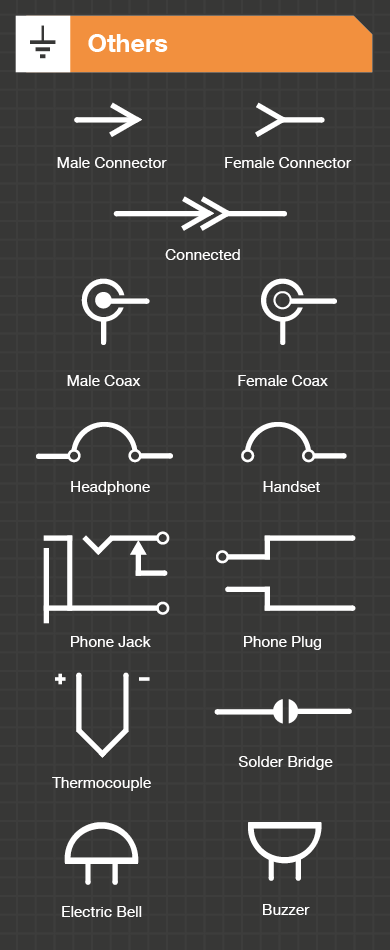 Others
Male Connector
Female Connector
Connected
Male Coax
Female Coax
Headphone
Handset
Phone Jack
Phone Plug
+ −
Thermocouple
Solder Bridge
Electric Bell
Buzzer